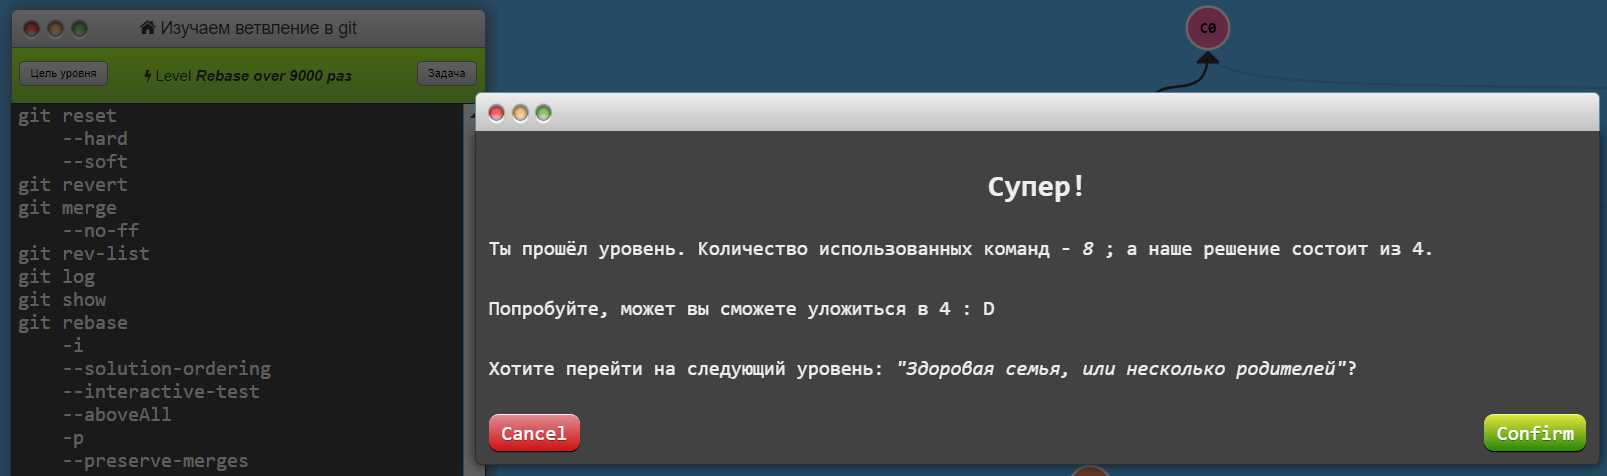 Изучаем ветвление в git
Цель уровня
Level Rebase over 9000 раз
Задача
git reset
--hard
--soft
git revert
git merge
--no-ff
git rev-list
git log
git show
git rebase
-i
--solution-ordering
--interactive-test
--aboveAll
-p
--preserve-merges
C0
Супер!
Ты прошёл уровень. Количество использованных команд - 8 ; а наше решение состоит из 4.
Попробуйте, может вы сможете уложиться в 4 : D
Хотите перейти на следующий уровень: "Здоровая семья, или несколько родителей"?
Cancel
Confirm